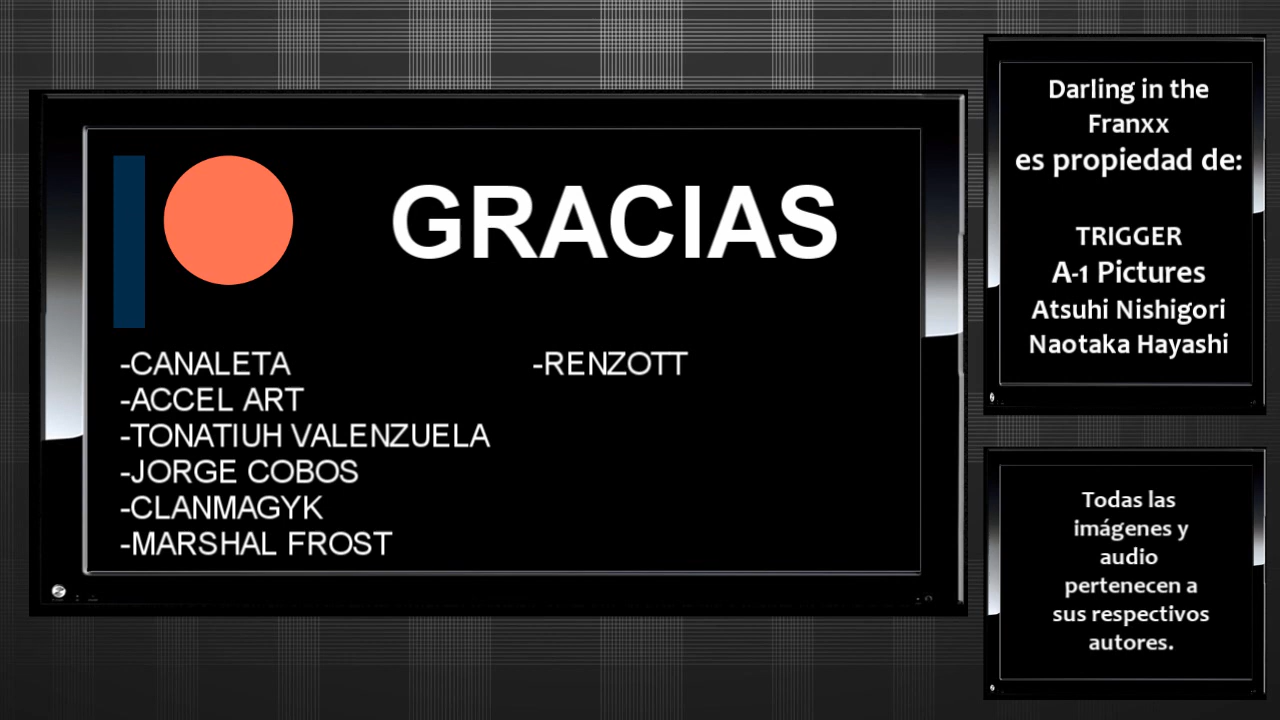 GRACIAS
-CANALETA
-ACCEL ART
-TONATIUH VALENZUELA
-JORGE COBOS
-CLANMAGYK
-MARSHAL FROST
-RENZOTT
Darling in the
Franxx
es propiedad de:
TRIGGER
A-1 Pictures
Atsuhi Nishigori
Naotaka Hayashi
Todas las
imágenes y
audio
pertenecen a
sus respectivos
autores.